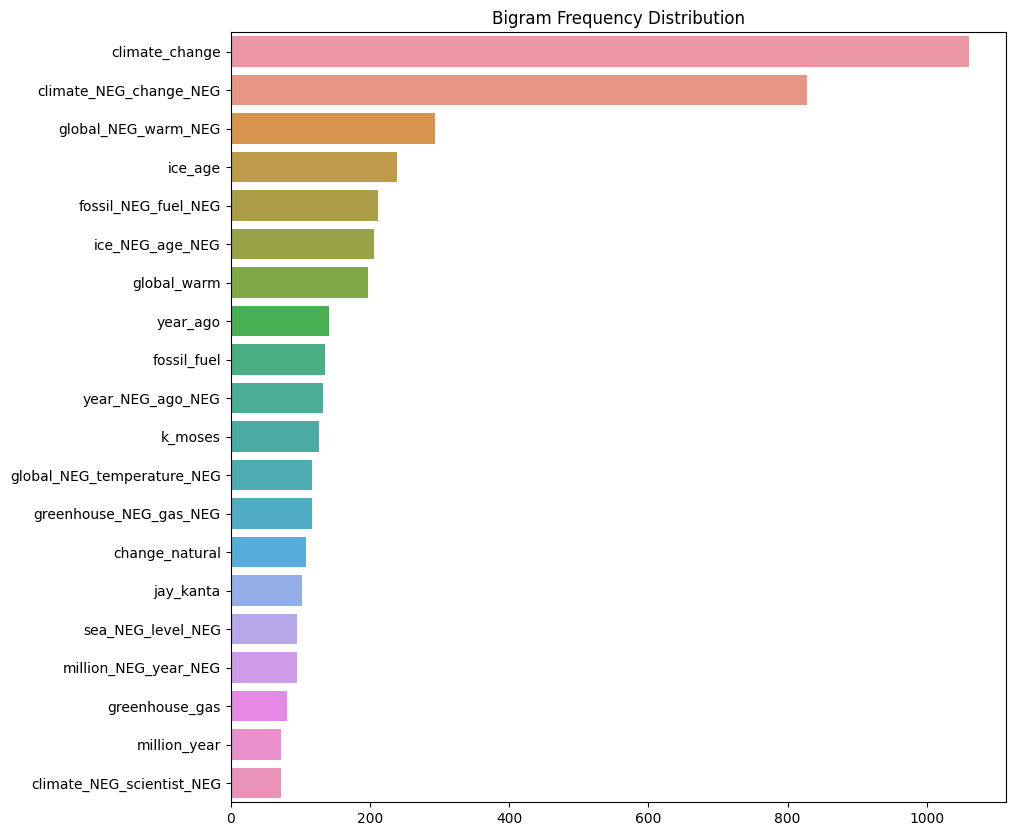 Bigram Frequency Distribution
climate_change
climate_NEG_change_NEG
global_NEG_warm_NEG
ice_age
fossil_NEG_fuel_NEG
ice_NEG_age_NEG
global_warm
year_ago
fossil_fuel
year_NEG_ago_NEG
k_moses
global_NEG_temperature_NEG
greenhouse_NEG_gas_NEG
change_natural
jay_kanta
sea_NEG_level_NEG
million_NEG_year_NEG
greenhouse_gas
million_year
climate_NEG_scientist_NEG
0 200 400 600 800 1000